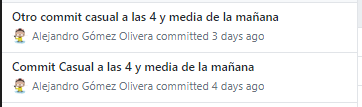 Otro commit casual a las 4 y media de la mañana
Alejandro Gómez Olivera committed 3 days ago
Commit Casual a las 4 y media de la mañana
Alejandro Gómez Olivera committed 4 days ago